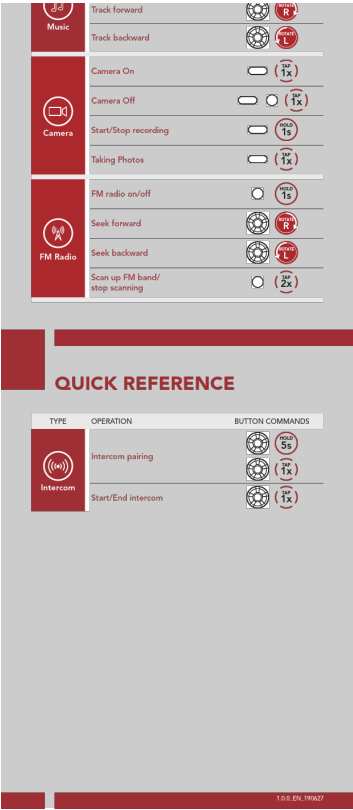 Music
Track forward
ROTATE
R
Track backward
ROTATE
L
Camera
Camera On
TAP
1x
Camera Off
TAP
1x
Start/Stop recording
HOLD
1s
Taking Photos
TAP
1x
FM Radio
FM radio on/off
HOLD
1s
Seek forward
ROTATE
R
Seek backward
ROTATE
L
Scan up FM band/
stop scanning
TAP
2x
QUICK REFERENCE
TYPE OPERATION BUTTON COMMANDS
Intercom
Intercom pairing
HOLD
5s
TAP
1x
Start/End intercom
TAP
1x
1.0.0_EN_190627